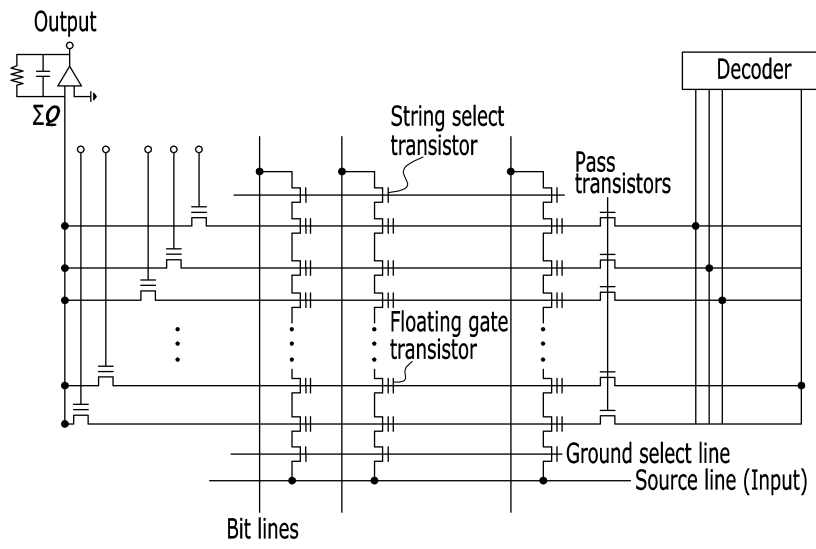 Output
Decoder
ΣQ
String select
transistor
Pass
transistors
Floating gate
transistor
Ground select line
Source line (Input)
Bit lines